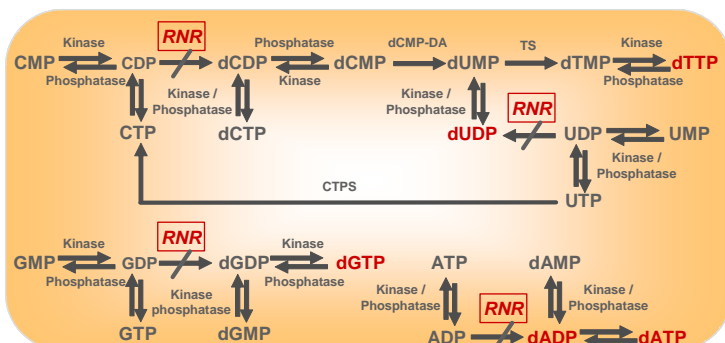 Kinase RNR Phosphatase dCMP-DA TS Kinase
CMP CDP dCDP dCMP dUMP dTMP dTTP
Phosphatase Kinase Phosphatase
Kinase / Phosphatase Kinase / Phosphatase RNR
CTP dCTP dUDP UDP UMP
Kinase / Phosphatase
CTPS UTP
Kinase RNR Kinase
GMP GDP dGDP dGTP ATP dAMP
Phosphatase Phosphatase
Kinase phosphatase Kinase / Phosphatase RNR Kinase / Phosphatase
GTP dGMP ADP dADP dATP